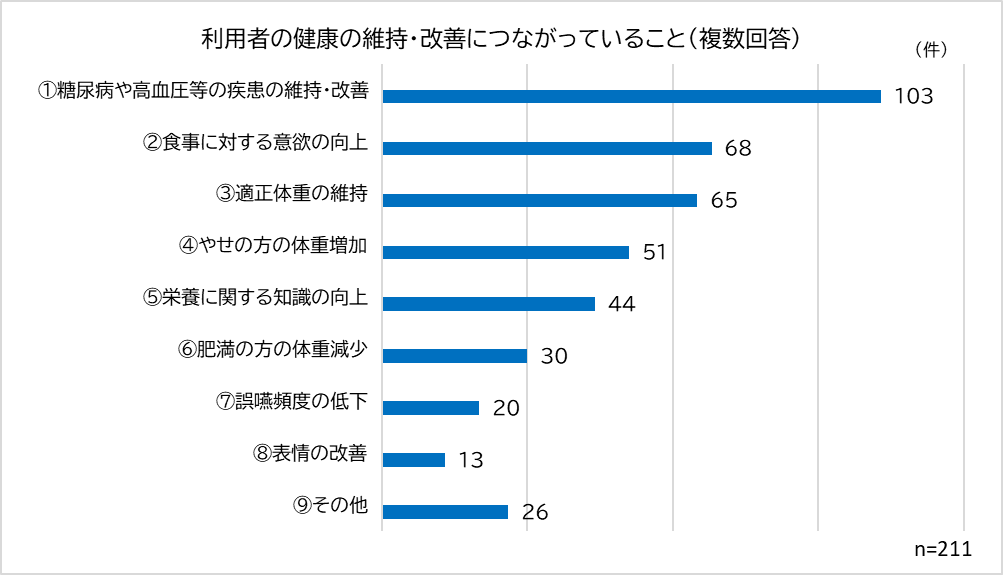 利用者の健康の維持・改善につながっていること（複数回答）
（件）
①糖尿病や高血圧等の疾患の維持・改善 103
②食事に対する意欲の向上 68
③適正体重の維持 65
④やせの方の体重増加 51
⑤栄養に関する知識の向上 44
⑥肥満の方の体重減少 30
⑦誤嚥頻度の低下 20
⑧表情の改善 13
⑨その他 26
n=211